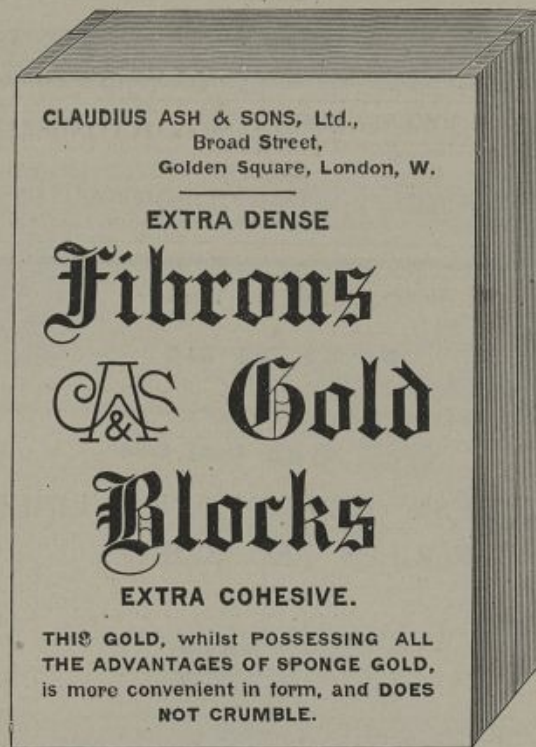 CLAUDIUS ASH & SONS, Ltd.,
Broad Street,
Golden Square, London, W.
EXTRA DENSE
Fibrous
CA&S Gold
Blocks
EXTRA COHESIVE.
THIS GOLD, whilst POSSESSING ALL
THE ADVANTAGES OF SPONGE GOLD,
is more convenient in form, and DOES
NOT CRUMBLE.